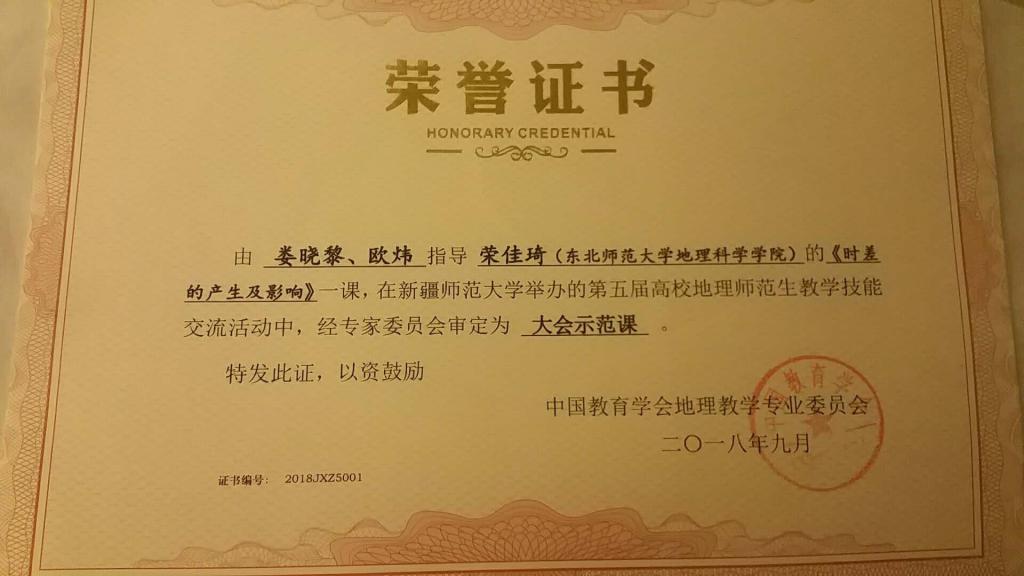 荣誉证书
HONORARY CREDENTIAL
由 娄晓黎、欧炜 指导 荣佳琦（东北师范大学地理科学学院）的《时差
的产生及影响》一课，在新疆师范大学举办的第五届高校地理师范生教学技能
交流活动中，经专家委员会审定为 大会示范课 。
特发此证，以资鼓励
中国教育学会
中国教育学会地理教学专业委员会
二〇一八年九月
证书编号： 2018JXZ5001